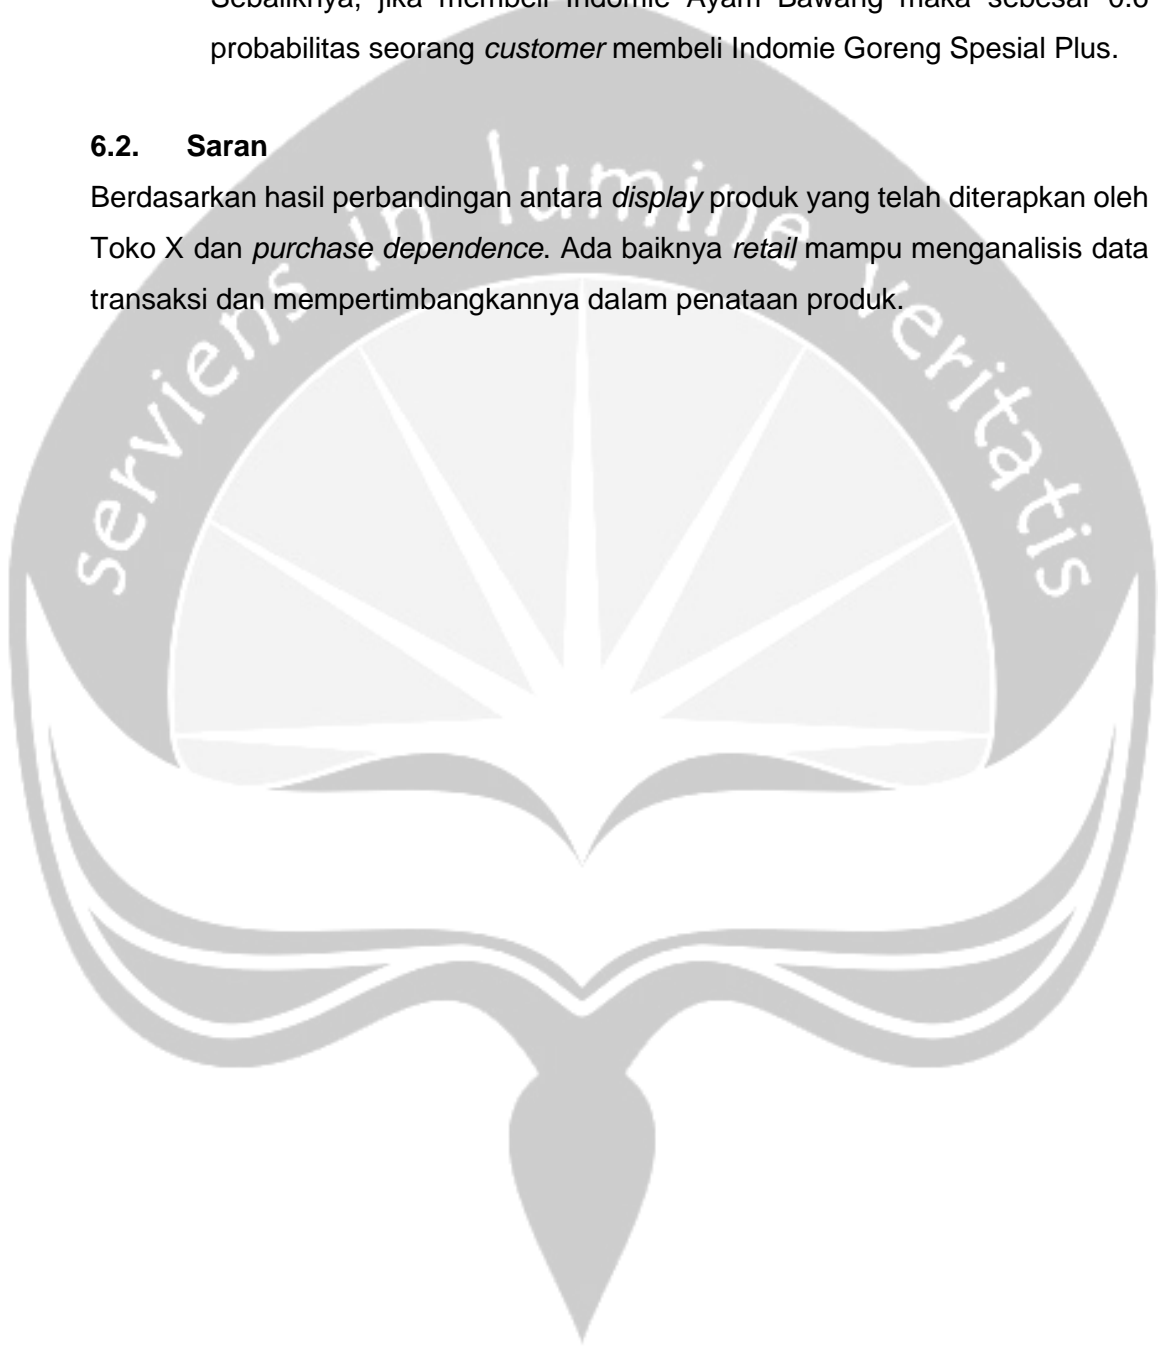 Sebaliknya, jika membeli Indomie Ayam Bawang maka sebesar 0.6
probabilitas seorang customer membeli Indomie Goreng Spesial Plus.
6.2. Saran
Berdasarkan hasil perbandingan antara display produk yang telah diterapkan oleh
Toko X dan purchase dependence. Ada baiknya retail mampu menganalisis data
transaksi dan mempertimbangkannya dalam penataan produk.
serviens in lumine veritatis